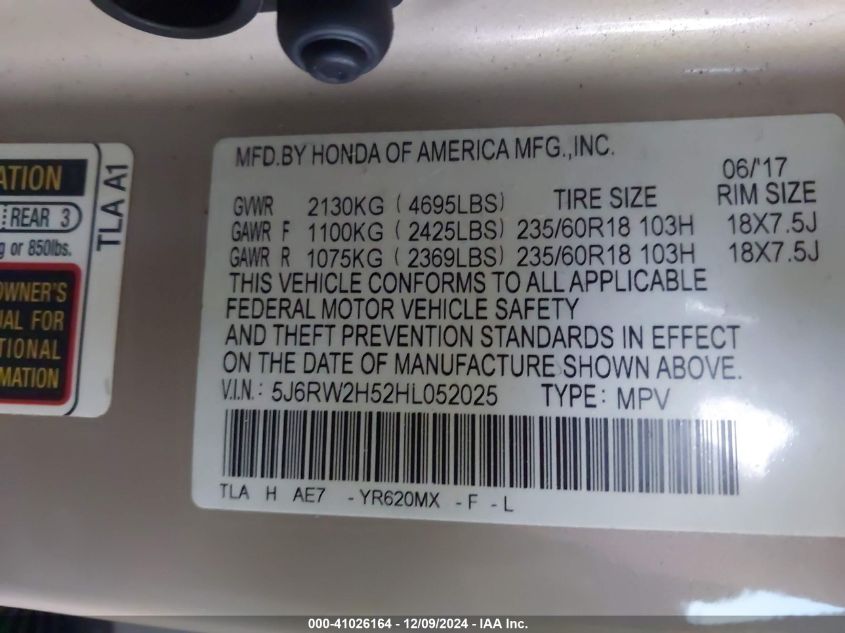 ATION
REAR 3
g or 850lbs.
OWNER'S
FOR
TIONAL
MATION
TLA A1
MFD.BY HONDA OF AMERICA MFG.,INC.
06/'17
GVWR 2130KG ( 4695LBS) TIRE SIZE RIM SIZE
GAWR F 1100KG ( 2425LBS) 235/60R18 103H 18X7.5J
GAWR R 1075KG ( 2369LBS) 235/60R18 103H 18X7.5J
THIS VEHICLE CONFORMS TO ALL APPLICABLE
FEDERAL MOTOR VEHICLE SAFETY
AND THEFT PREVENTION STANDARDS IN EFFECT
ON THE DATE OF MANUFACTURE SHOWN ABOVE.
V.I.N.: 5J6RW2H52HL052025 TYPE: MPV
TLA H AE7 -YR620MX -F -L
000-41026164 - 12/09/2024 - IAA Inc.